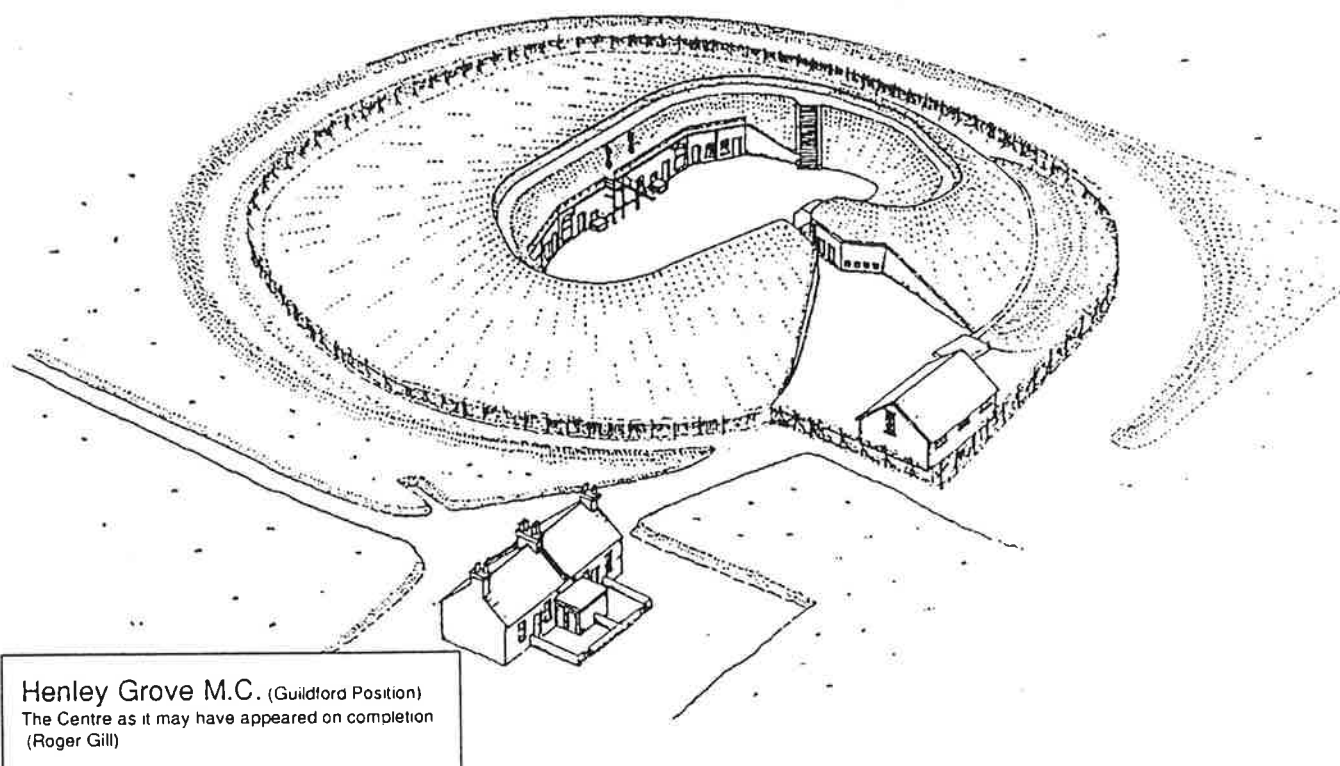 Henley Grove M.C. (Guildford Position)
The Centre as it may have appeared on completion
(Roger Gill)